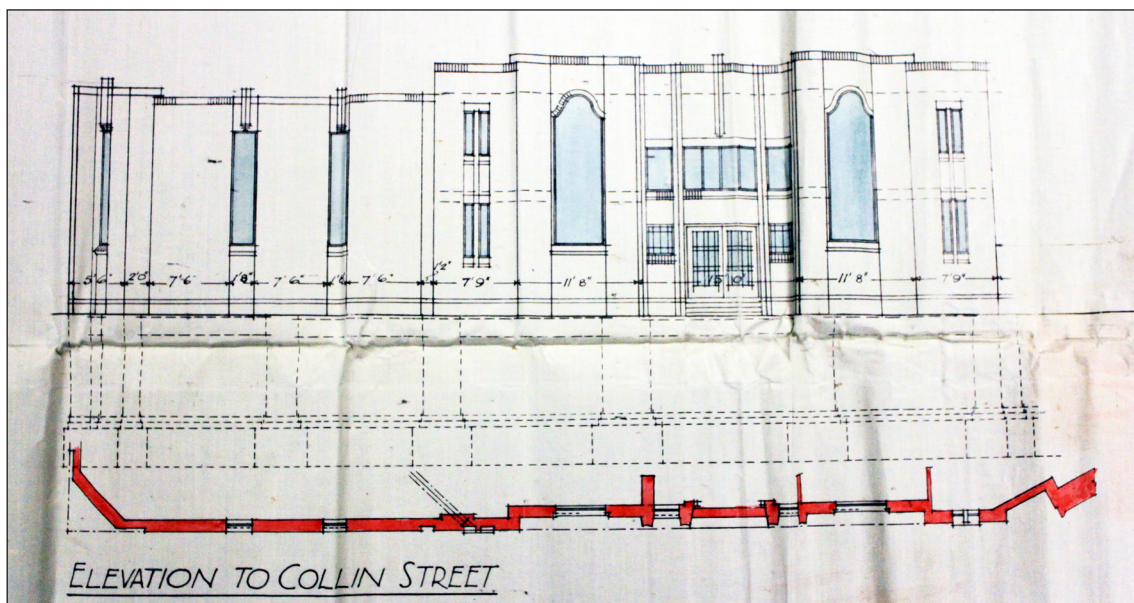 5'6" 2'0" 7'6" 1'8" 7'6" 1'8 7'6" 1'2" 7'9" 11'8" 15'10" 11'8" 7'9"
ELEVATION TO COLLIN STREET